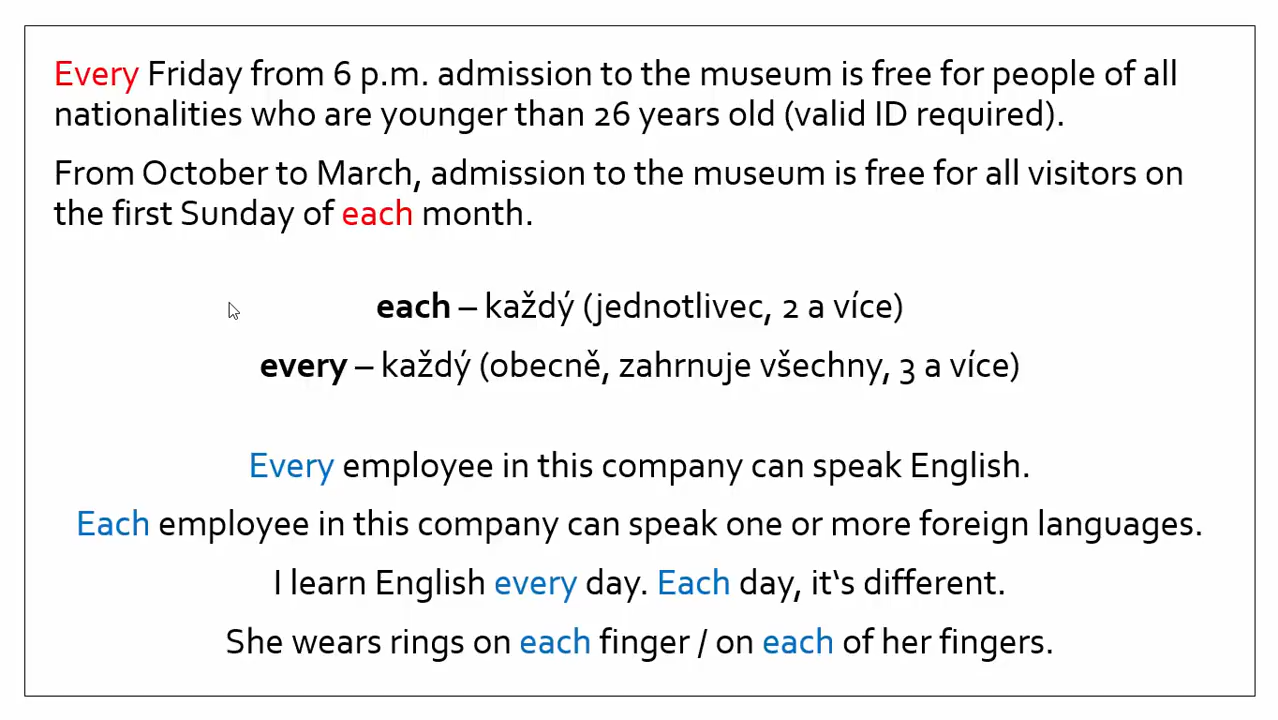 Every Friday from 6 p.m. admission to the museum is free for people of all
nationalities who are younger than 26 years old (valid ID required).
From October to March, admission to the museum is free for all visitors on
the first Sunday of each month.
each – každý (jednotlivec, 2 a více)
every – každý (obecně, zahrnuje všechny, 3 a více)
Every employee in this company can speak English.
Each employee in this company can speak one or more foreign languages.
I learn English every day. Each day, it‘s different.
She wears rings on each finger / on each of her fingers.